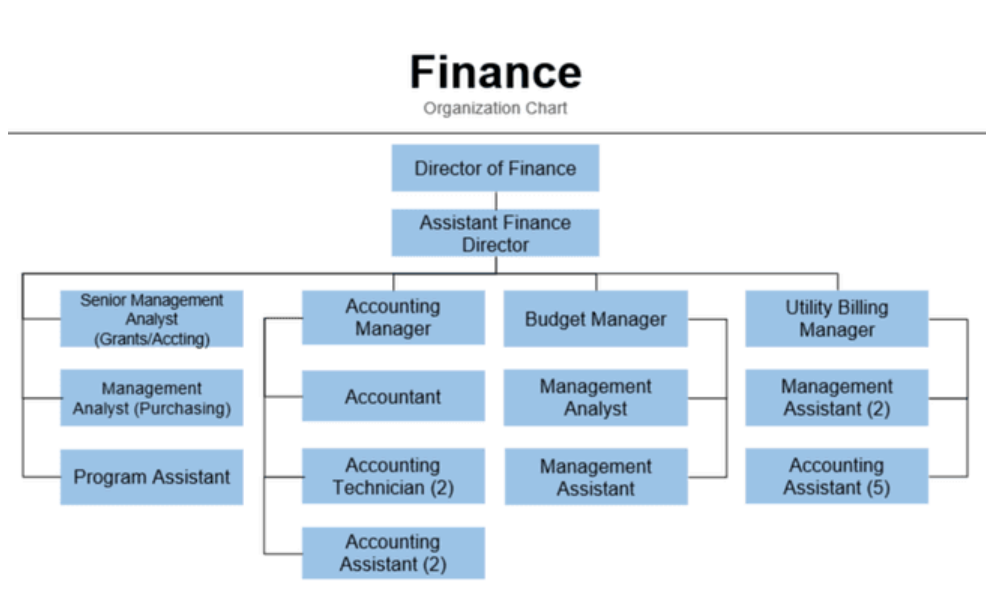 Finance
Organization Chart
Director of Finance
Assistant Finance
Director
Senior Management
Analyst
(Grants/Accting)
Management
Analyst (Purchasing)
Program Assistant
Accounting
Manager
Accountant
Accounting
Technician (2)
Accounting
Assistant (2)
Budget Manager
Management
Analyst
Management
Assistant
Utility Billing
Manager
Management
Assistant (2)
Accounting
Assistant (5)